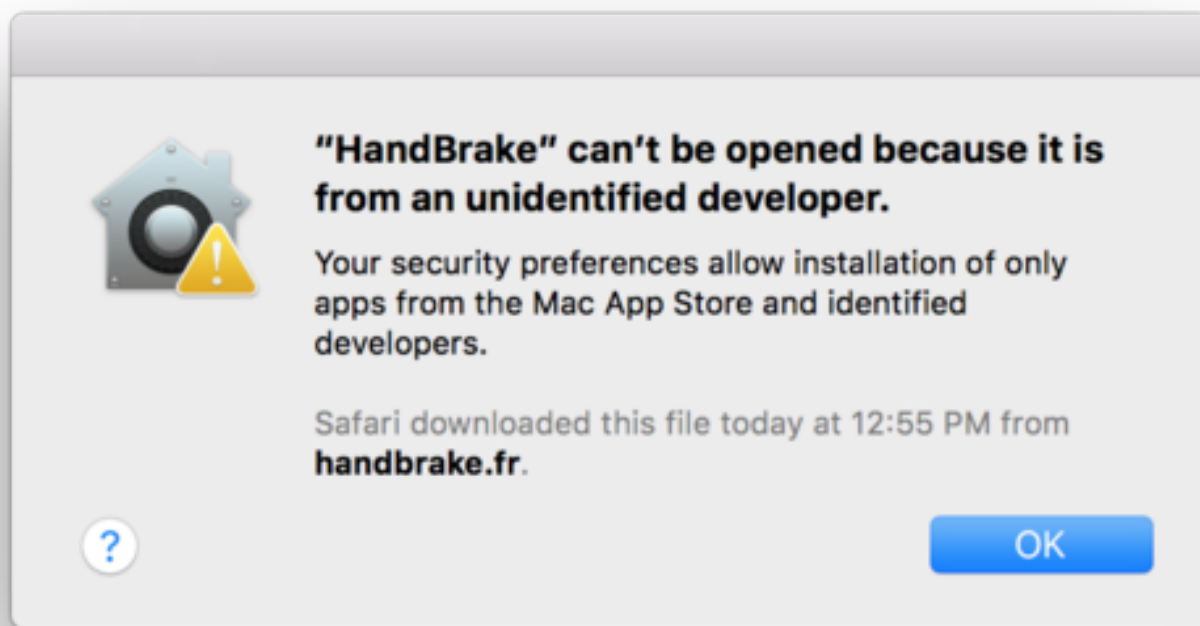 “HandBrake” can’t be opened because it is
from an unidentified developer.
Your security preferences allow installation of only
apps from the Mac App Store and identified
developers.
Safari downloaded this file today at 12:55 PM from
handbrake.fr.
?
OK